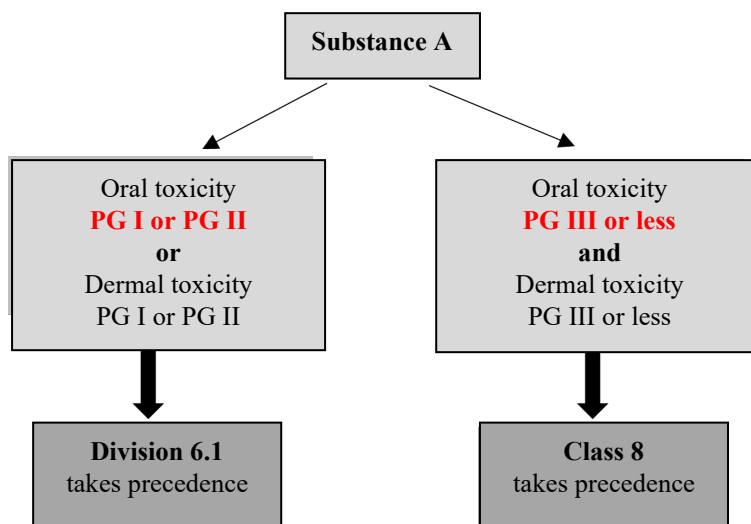 Substance A
Oral toxicity
PG I or PG II
or
Dermal toxicity
PG I or PG II
Oral toxicity
PG III or less
and
Dermal toxicity
PG III or less
Division 6.1
takes precedence
Class 8
takes precedence